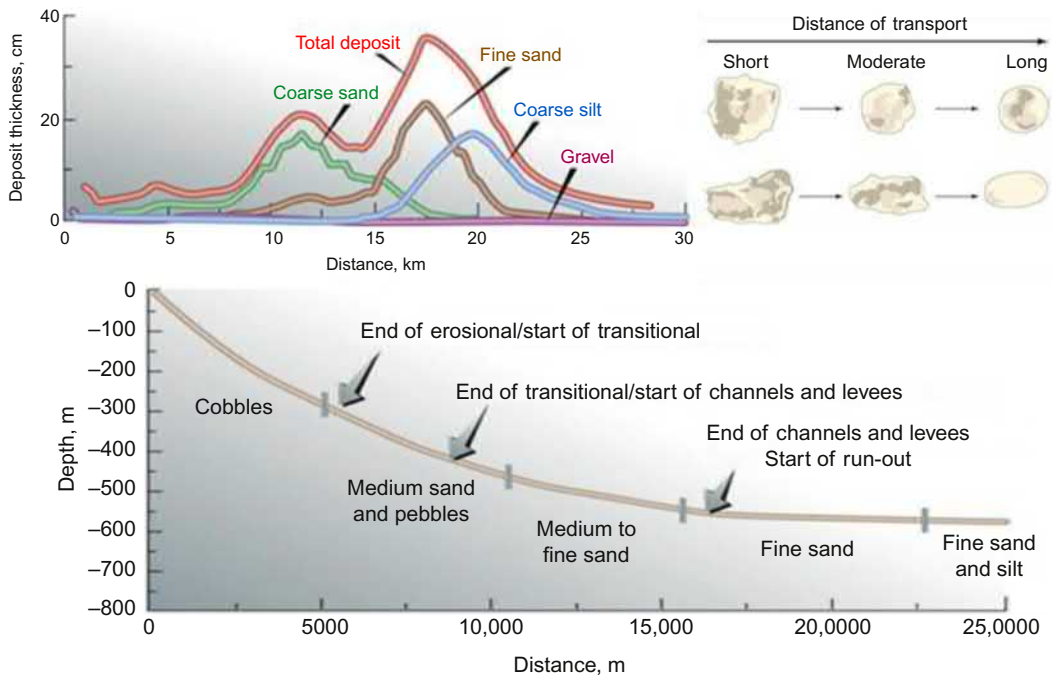 40
20
0
Deposit thickness, cm
Total deposit
Fine sand
Coarse sand
Coarse silt
Gravel
0 5 10 15 20 25 30
Distance, km
Distance of transport
Short Moderate Long
0
–100
–200
–300
–400
–500
–600
–700
–800
Depth, m
End of erosional/start of transitional
End of transitional/start of channels and levees
End of channels and levees
Start of run-out
Cobbles
Medium sand
and pebbles
Medium to
fine sand
Fine sand
Fine sand
and silt
0 5000 10,0000 15,0000 20,0000 25,0000
Distance, m